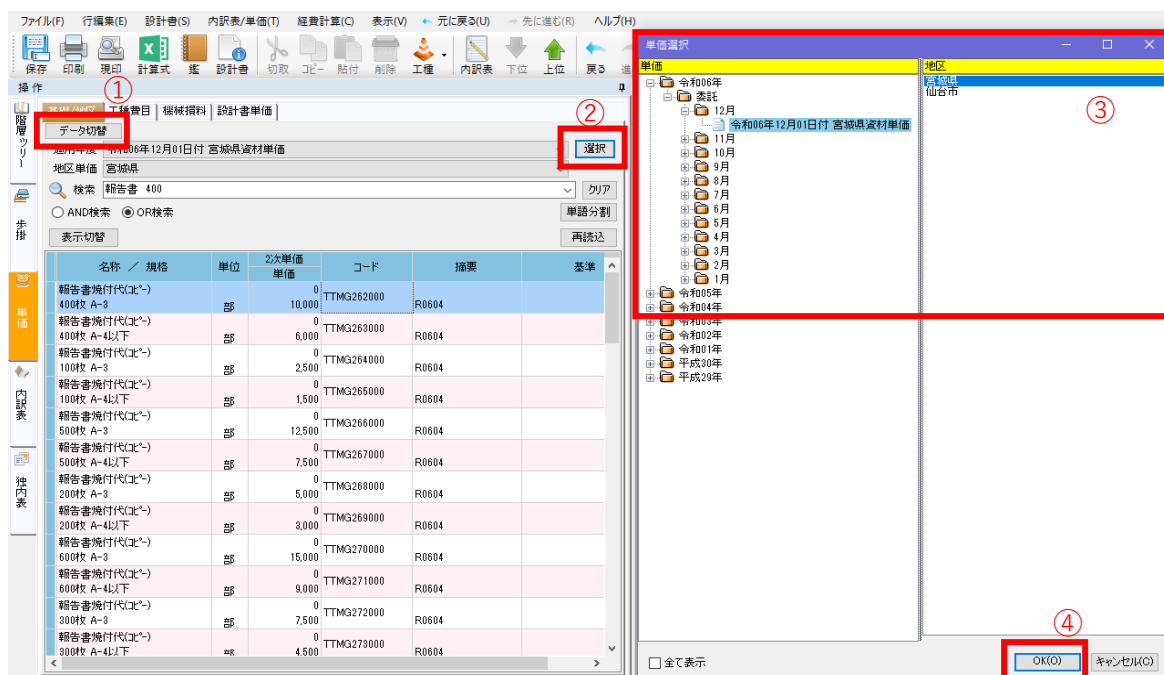 ファイル(F) 行編集(E) 設計書(S) 内訳表/単価(T) 経費計算(C) 表示(V) 元に戻る(U) 先に進む(R) ヘルプ(H)
保存 印刷 現印 計算式 鑑 設計書 切取 コピー 貼付 削除 工種 内訳表 下位 上位 戻る 進
操作
①
階層ツリー
歩掛
単価
内訳表
独内表
工種費目 機械損料 設計書単価
データ切替
②
令和06年12月01日付 宮城県資材単価 選択
地区単価 宮城県
検索 報告書 400 クリア
AND検索 OR検索 単語分割
表示切替 再読込
名称 / 規格 単位 2次単価 コード 摘要 基準
単価
報告書焼付代(コピー) 0 TTMG262000
400枚 A-3 部 10,000 R0604
報告書焼付代(コピー) 0 TTMG263000
400枚 A-4以下 部 6,000 R0604
報告書焼付代(コピー) 0 TTMG264000
100枚 A-3 部 2,500 R0604
報告書焼付代(コピー) 0 TTMG265000
100枚 A-4以下 部 1,500 R0604
報告書焼付代(コピー) 0 TTMG266000
500枚 A-3 部 12,500 R0604
報告書焼付代(コピー) 0 TTMG267000
500枚 A-4以下 部 7,500 R0604
報告書焼付代(コピー) 0 TTMG268000
200枚 A-3 部 5,000 R0604
報告書焼付代(コピー) 0 TTMG269000
200枚 A-4以下 部 3,000 R0604
報告書焼付代(コピー) 0 TTMG270000
600枚 A-3 部 15,000 R0604
報告書焼付代(コピー) 0 TTMG271000
600枚 A-4以下 部 9,000 R0604
報告書焼付代(コピー) 0 TTMG272000
300枚 A-3 部 7,500 R0604
報告書焼付代(コピー) 0 TTMG273000
300枚 A-4以下 部 4,500 R0604
単価選択
単価 地区
令和06年
委託
12月
令和06年12月01日付 宮城県資材単価
11月
10月
9月
8月
7月
6月
5月
4月
3月
2月
1月
令和05年
令和04年
令和03年
令和02年
令和01年
平成30年
平成29年
宮城県
仙台市
③
④
全て表示 OK(O) キャンセル(C)